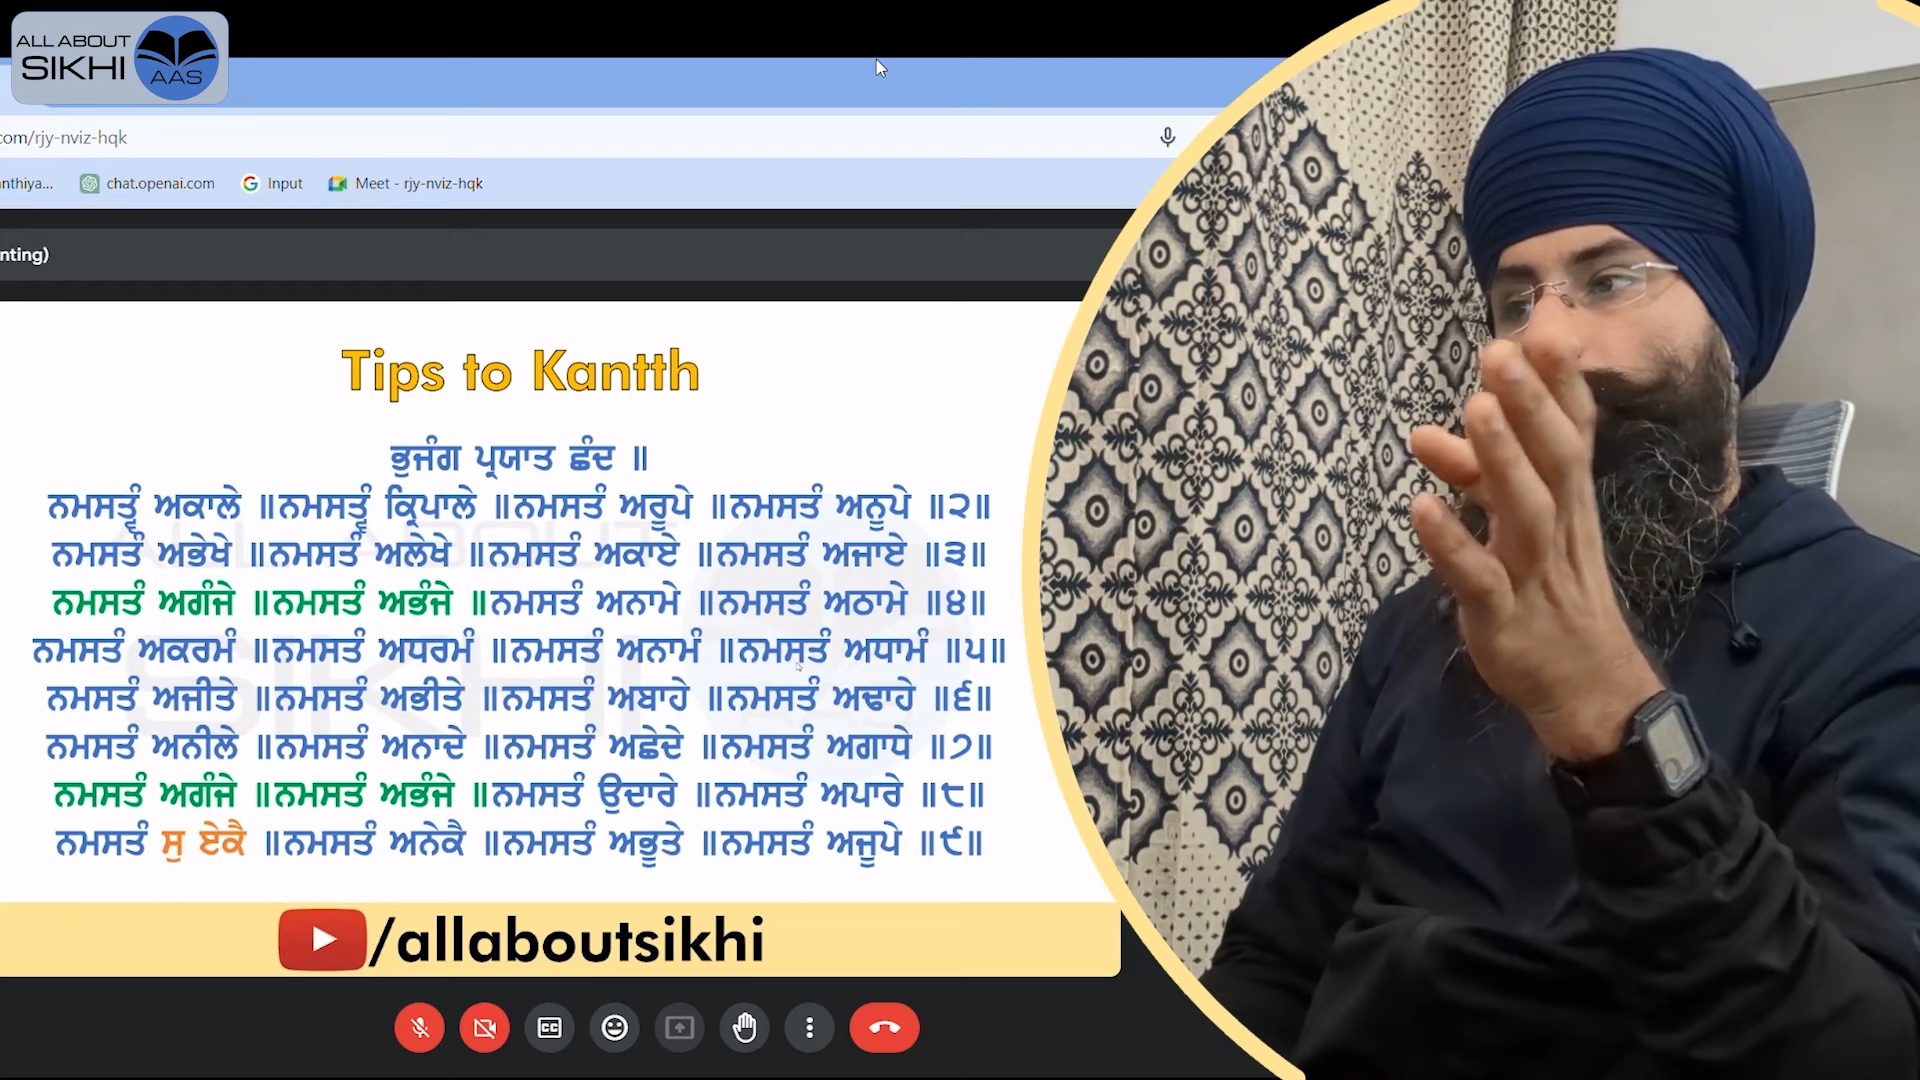 ALL ABOUT
SIKHI
AAS
com/rjy-nviz-hqk
nthiya... chat.openai.com Input Meet - rjy-nviz-hqk
nting)
Tips to Kantth
ਭੁਜੰਗ ਪ੍ਰਯਾਤ ਛੰਦ ॥
ਨਮਸਤ੍ਵੰ ਅਕਾਲੇ ॥ਨਮਸਤ੍ਵੰ ਕ੍ਰਿਪਾਲੇ ॥ਨਮਸਤੰ ਅਰੂਪੇ ॥ਨਮਸਤੰ ਅਨੂਪੇ ॥੨॥
ਨਮਸਤੰ ਅਭੇਖੇ ॥ਨਮਸਤੰ ਅਲੇਖੇ ॥ਨਮਸਤੰ ਅਕਾਏ ॥ਨਮਸਤੰ ਅਜਾਏ ॥੩॥
ਨਮਸਤੰ ਅਗੰਜੇ ॥ਨਮਸਤੰ ਅਭੰਜੇ ॥ਨਮਸਤੰ ਅਨਾਮੇ ॥ਨਮਸਤੰ ਅਠਾਮੇ ॥੪॥
ਨਮਸਤੰ ਅਕਰਮੰ ॥ਨਮਸਤੰ ਅਧਰਮੰ ॥ਨਮਸਤੰ ਅਨਾਮੰ ॥ਨਮਸਤੰ ਅਧਾਮੰ ॥੫॥
ਨਮਸਤੰ ਅਜੀਤੇ ॥ਨਮਸਤੰ ਅਭੀਤੇ ॥ਨਮਸਤੰ ਅਬਾਹੇ ॥ਨਮਸਤੰ ਅਢਾਹੇ ॥੬॥
ਨਮਸਤੰ ਅਨੀਲੇ ॥ਨਮਸਤੰ ਅਨਾਦੇ ॥ਨਮਸਤੰ ਅਛੇਦੇ ॥ਨਮਸਤੰ ਅਗਾਧੇ ॥੭॥
ਨਮਸਤੰ ਅਗੰਜੇ ॥ਨਮਸਤੰ ਅਭੰਜੇ ॥ਨਮਸਤੰ ਉਦਾਰੇ ॥ਨਮਸਤੰ ਅਪਾਰੇ ॥੮॥
ਨਮਸਤੰ ਸੁ ਏਕੈ ॥ਨਮਸਤੰ ਅਨੇਕੈ ॥ਨਮਸਤੰ ਅਭੂਤੇ ॥ਨਮਸਤੰ ਅਜੂਪੇ ॥੯॥
/allaboutsikhi
CC